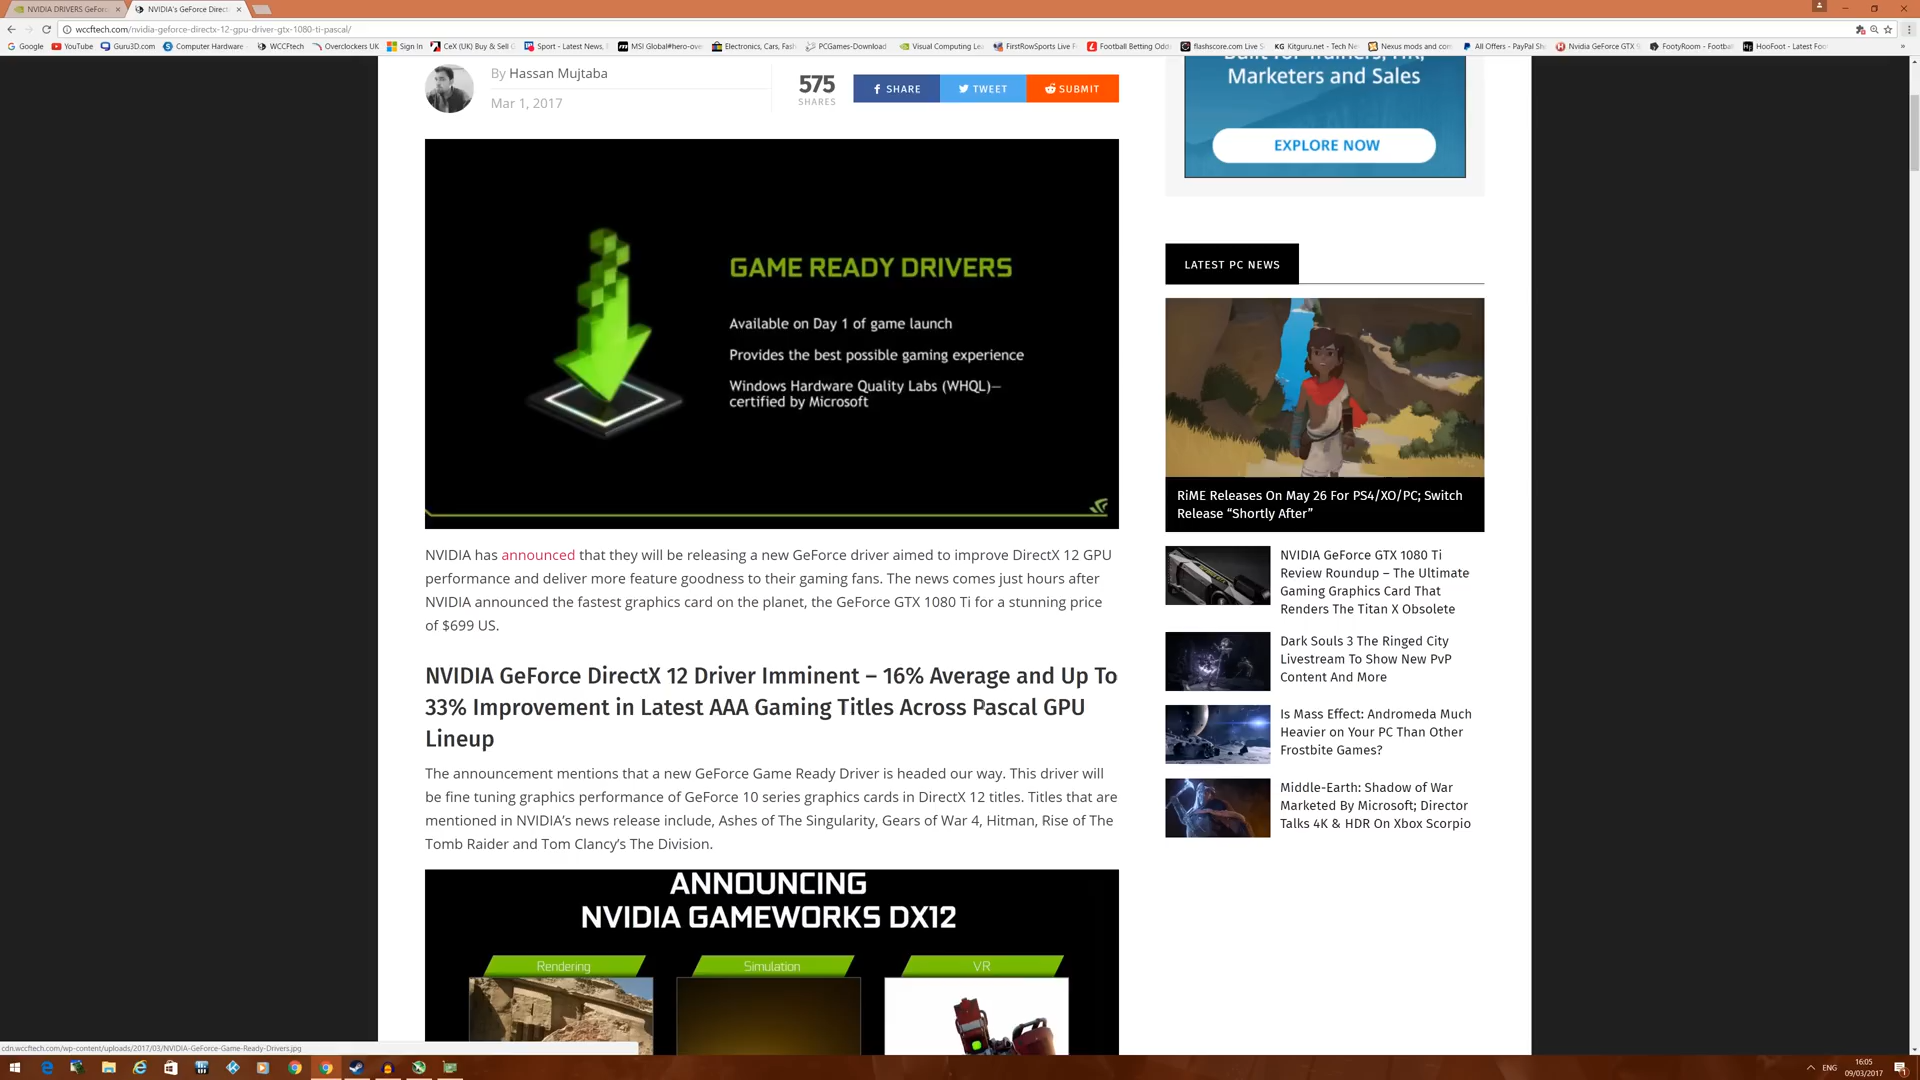 NVIDIA DRIVERS GeForc
NVIDIA's GeForce Direct
wccftech.com/nvidia-geforce-directx-12-gpu-driver-gtx-1080-ti-pascal/
Google YouTube Guru3D.com Computer Hardware WCCFtech Overclockers UK Sign In CeX (UK) Buy & Sell Sport - Latest News, MSI Global#hero-ove Electronics, Cars, Fash PCGames-Download Visual Computing Lea FirstRowSports Live F Football Betting Odd flashscore.com Live S Kitguru.net - Tech Ne Nexus mods and com All Offers - PayPal Sh Nvidia GeForce GTX FootyRoom - Footbal HooFoot - Latest Foo
By Hassan Mujtaba
Mar 1, 2017
575
SHARES
SHARE
TWEET
SUBMIT
Marketers and Sales
EXPLORE NOW
GAME READY DRIVERS
Available on Day 1 of game launch
Provides the best possible gaming experience
Windows Hardware Quality Labs (WHQL)—
certified by Microsoft
NVIDIA has announced that they will be releasing a new GeForce driver aimed to improve DirectX 12 GPU
performance and deliver more feature goodness to their gaming fans. The news comes just hours after
NVIDIA announced the fastest graphics card on the planet, the GeForce GTX 1080 Ti for a stunning price
of $699 US.
NVIDIA GeForce DirectX 12 Driver Imminent – 16% Average and Up To
33% Improvement in Latest AAA Gaming Titles Across Pascal GPU
Lineup
The announcement mentions that a new GeForce Game Ready Driver is headed our way. This driver will
be fine tuning graphics performance of GeForce 10 series graphics cards in DirectX 12 titles. Titles that are
mentioned in NVIDIA's news release include, Ashes of The Singularity, Gears of War 4, Hitman, Rise of The
Tomb Raider and Tom Clancy's The Division.
ANNOUNCING
NVIDIA GAMEWORKS DX12
Rendering
Simulation
VR
LATEST PC NEWS
RiME Releases On May 26 For PS4/XO/PC; Switch
Release “Shortly After”
NVIDIA GeForce GTX 1080 Ti
Review Roundup – The Ultimate
Gaming Graphics Card That
Renders The Titan X Obsolete
Dark Souls 3 The Ringed City
Livestream To Show New PvP
Content And More
Is Mass Effect: Andromeda Much
Heavier on Your PC Than Other
Frostbite Games?
Middle-Earth: Shadow of War
Marketed By Microsoft; Director
Talks 4K & HDR On Xbox Scorpio
cdn.wccftech.com/wp-content/uploads/2017/03/NVIDIA-GeForce-Game-Ready-Drivers.jpg
ENG
16:05
09/03/2017